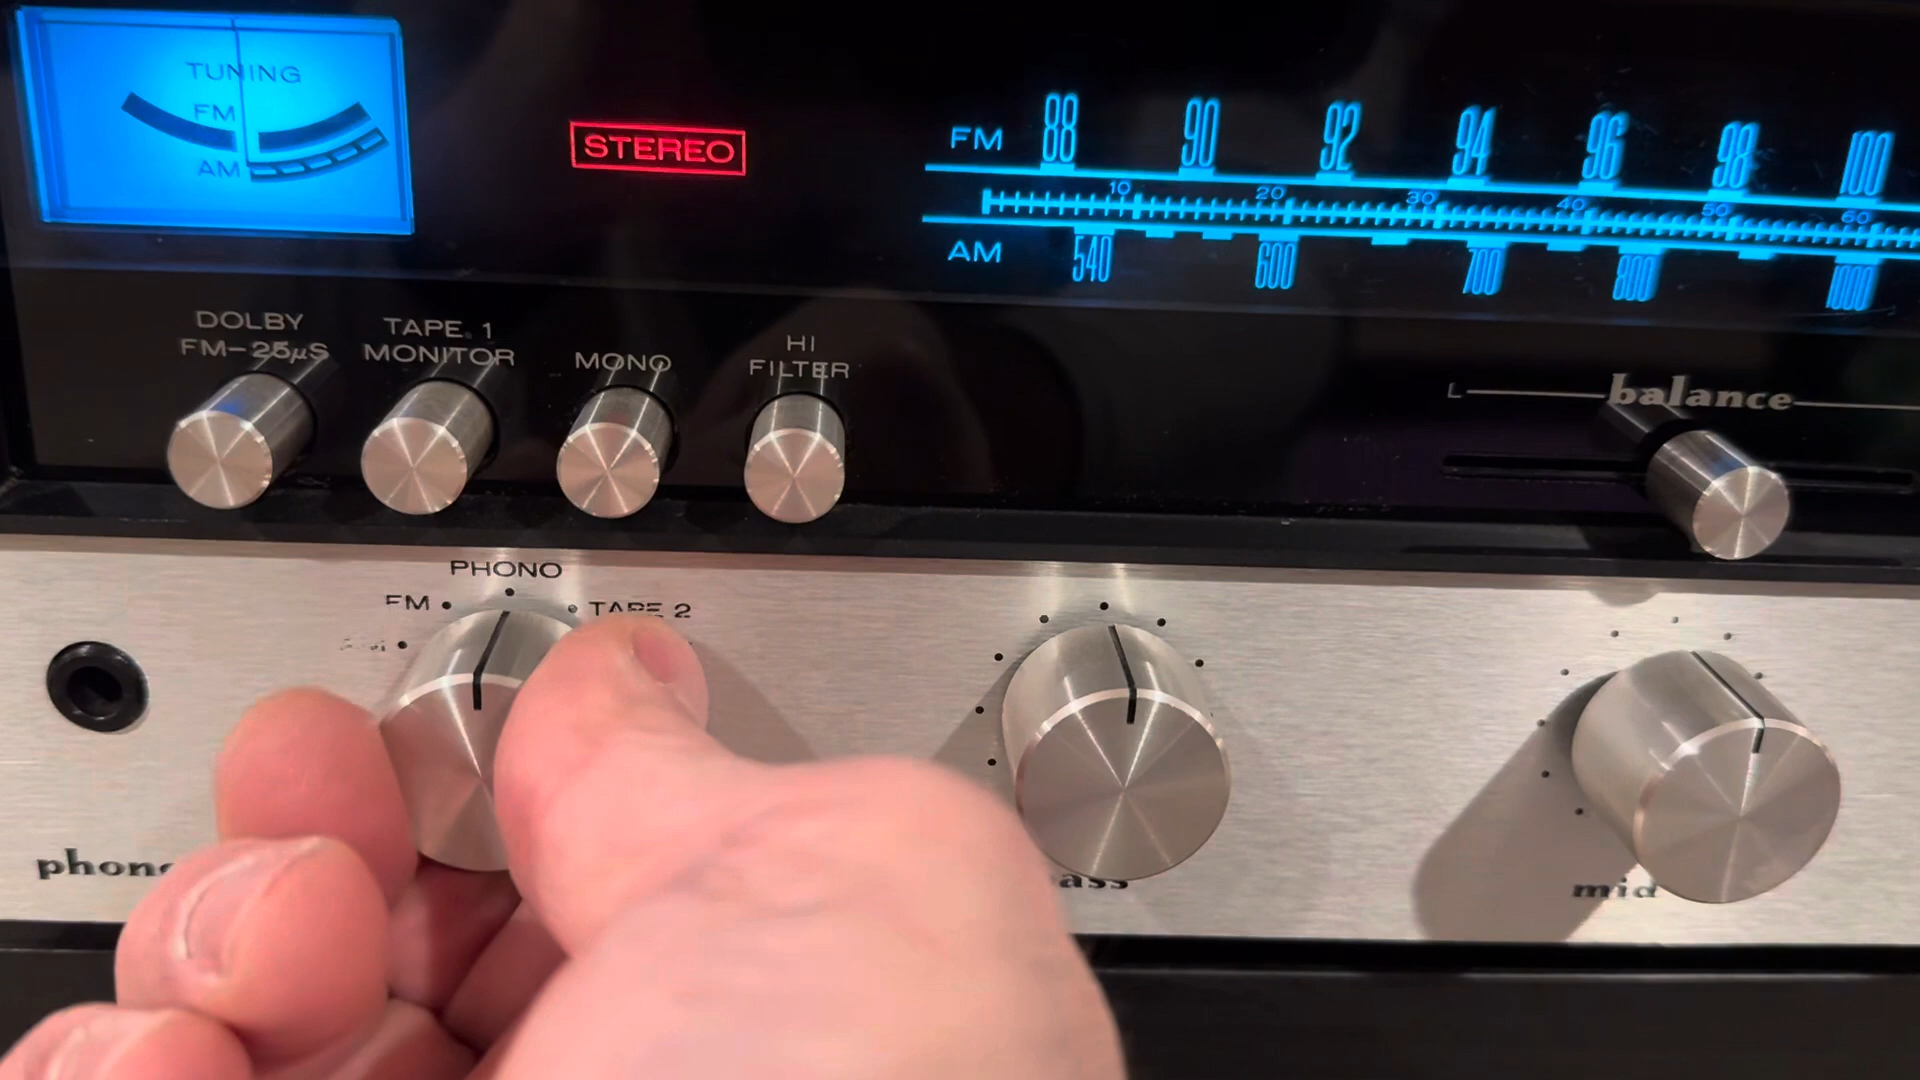 TUNING
FM
AM
STEREO
FM 88 90 92 94 96 98 100
10 20 30 40 50 60
AM 540 600 700 800 1000
DOLBY
FM-25µS
TAPE 1
MONITOR
MONO
HI
FILTER
L balance
PHONO
FM
TAPE 2
phono
bass
mid